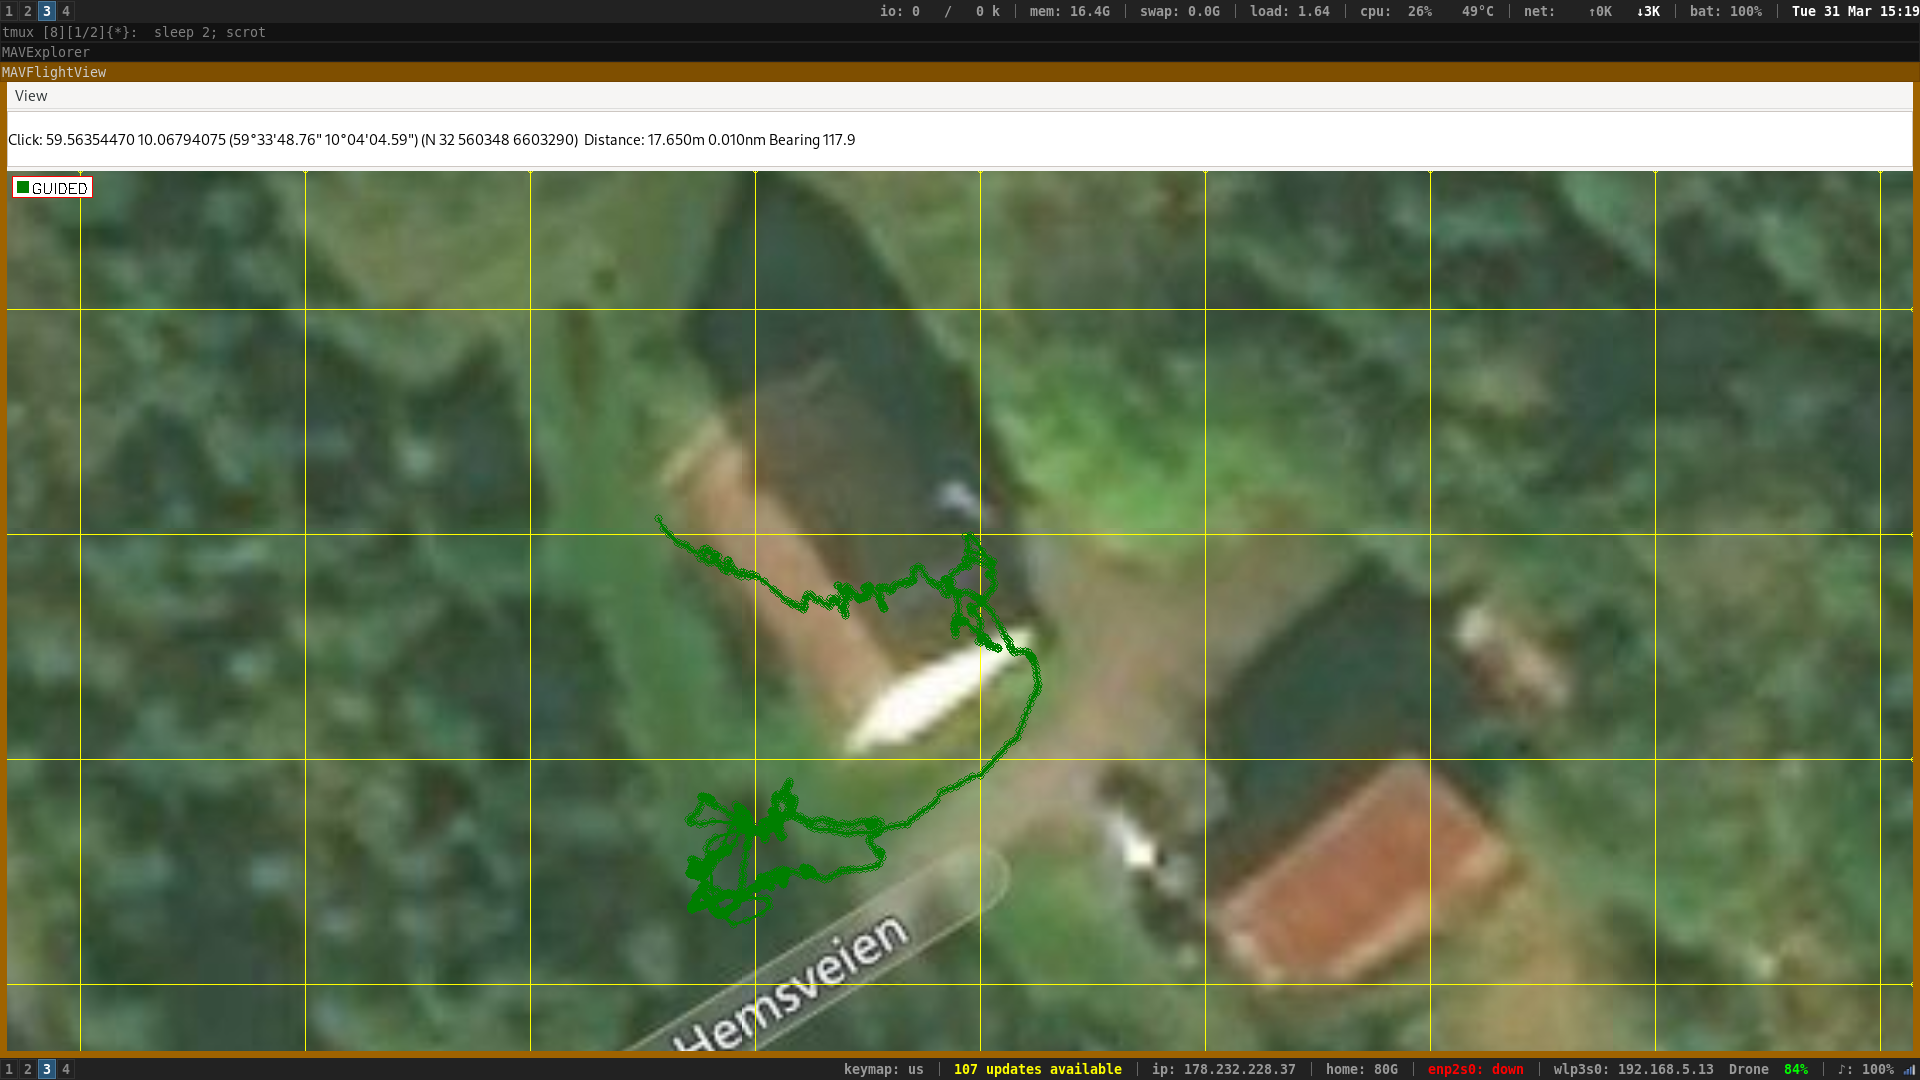 1 2 3 4 io: 0 / 0 k | mem: 16.4G | swap: 0.0G | load: 1.64 | cpu: 26% 49°C | net: ↑0K ↓3K | bat: 100% | Tue 31 Mar 15:19
tmux [8][1/2]{*}: sleep 2; scrot
MAVExplorer
MAVFlightView
View
Click: 59.56354470 10.06794075 (59°33'48.76" 10°04'04.59") (N 32 560348 6603290) Distance: 17.650m 0.010nm Bearing 117.9
GUIDED
Hemsveien
1 2 3 4 keymap: us | 107 updates available | ip: 178.232.228.37 | home: 80G | enp2s0: down | wlp3s0: 192.168.5.13 Drone 84% | ♪: 100%